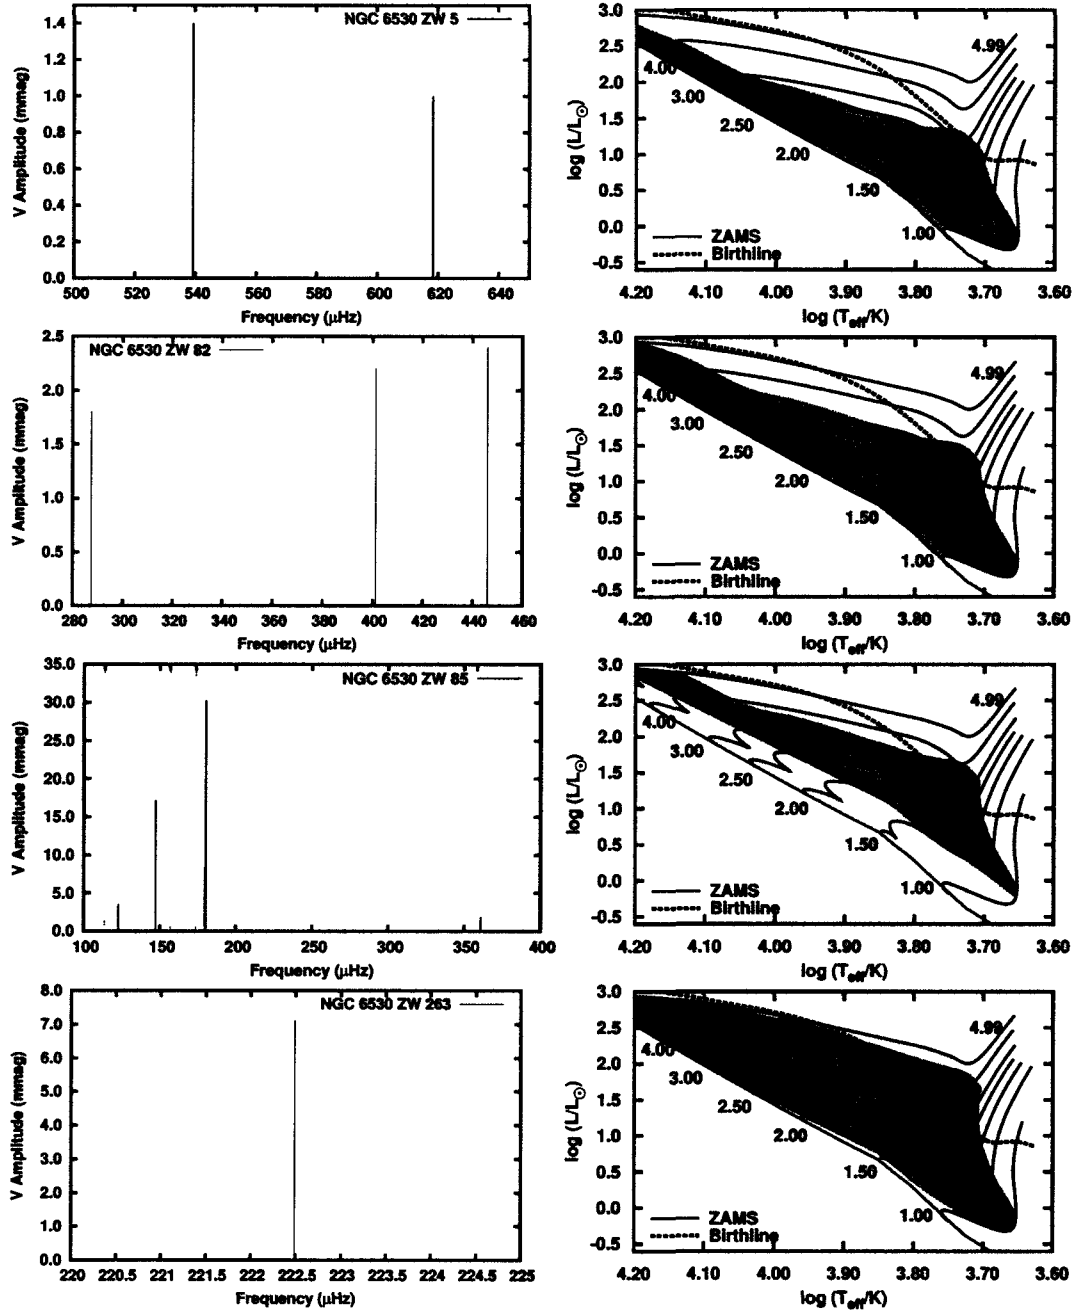 NGC 6530 ZW 5
V Amplitude (mmag)
1.4
1.2
1.0
0.8
0.6
0.4
0.2
0.0
500 520 540 560 580 600 620 640
Frequency (μHz)
log (L/L⊙)
3.0
2.5
2.0
1.5
1.0
0.5
0.0
-0.5
4.99
4.00
3.00
2.50
2.00
1.50
1.00
ZAMS
Birthline
4.20 4.10 4.00 3.90 3.80 3.70 3.60
log (Teff/K)
NGC 6530 ZW 82
V Amplitude (mmag)
2.5
2.0
1.5
1.0
0.5
0.0
280 300 320 340 360 380 400 420 440 460
Frequency (μHz)
log (L/L⊙)
3.0
2.5
2.0
1.5
1.0
0.5
0.0
-0.5
4.99
4.00
3.00
2.50
2.00
1.50
1.00
ZAMS
Birthline
4.20 4.10 4.00 3.90 3.80 3.70 3.60
log (Teff/K)
NGC 6530 ZW 85
V Amplitude (mmag)
35.0
30.0
25.0
20.0
15.0
10.0
5.0
0.0
100 150 200 250 300 350 400
Frequency (μHz)
log (L/L⊙)
3.0
2.5
2.0
1.5
1.0
0.5
0.0
-0.5
4.99
4.00
3.00
2.50
2.00
1.50
1.00
ZAMS
Birthline
4.20 4.10 4.00 3.90 3.80 3.70 3.60
log (Teff/K)
NGC 6530 ZW 263
V Amplitude (mmag)
8.0
7.0
6.0
5.0
4.0
3.0
2.0
1.0
0.0
220 220.5 221 221.5 222 222.5 223 223.5 224 224.5 225
Frequency (μHz)
log (L/L⊙)
3.0
2.5
2.0
1.5
1.0
0.5
0.0
-0.5
4.99
4.00
3.00
2.50
2.00
1.50
1.00
ZAMS
Birthline
4.20 4.10 4.00 3.90 3.80 3.70 3.60
log (Teff/K)